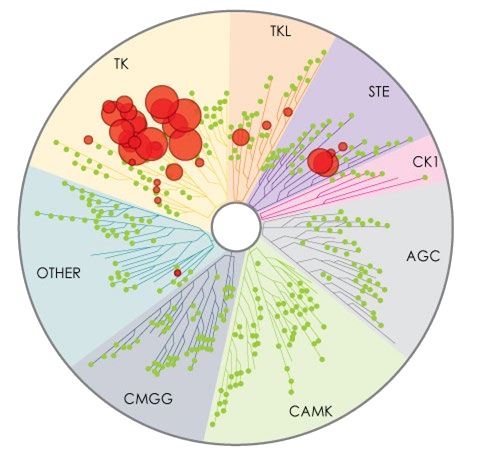 TKL
TK
STE
CK1
AGC
OTHER
CMGG
CAMK